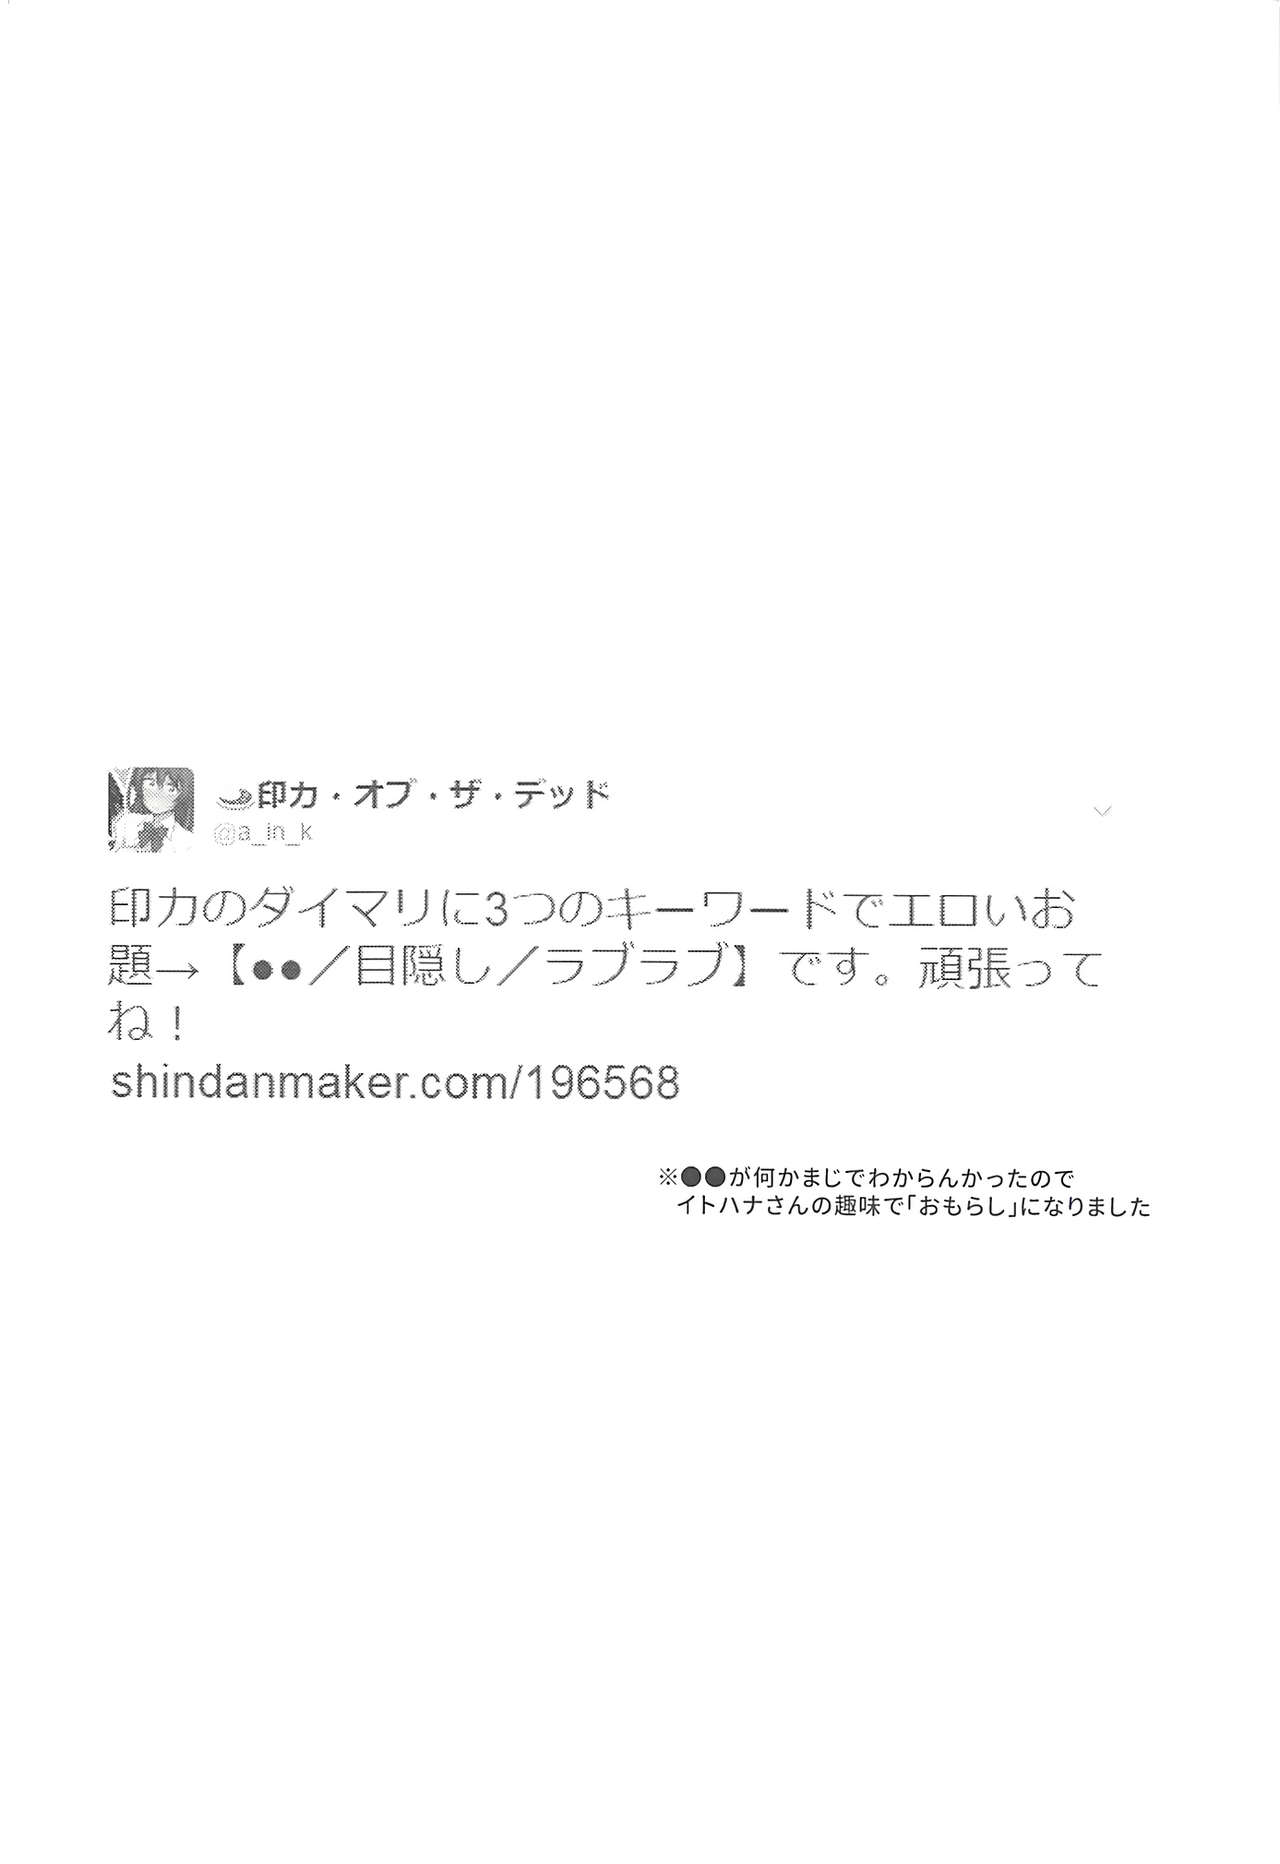 印カ・オブ・ザ・デッド
@a_in_k
印力のダイマリに3つのキーワードでエロいお
題→【●●／目隠し／ラブラブ】です。頑張って
ね！
shindanmaker.com/196568
※●●が何かまじでわからんかったので
イトハナさんの趣味で「おもらし」になりました